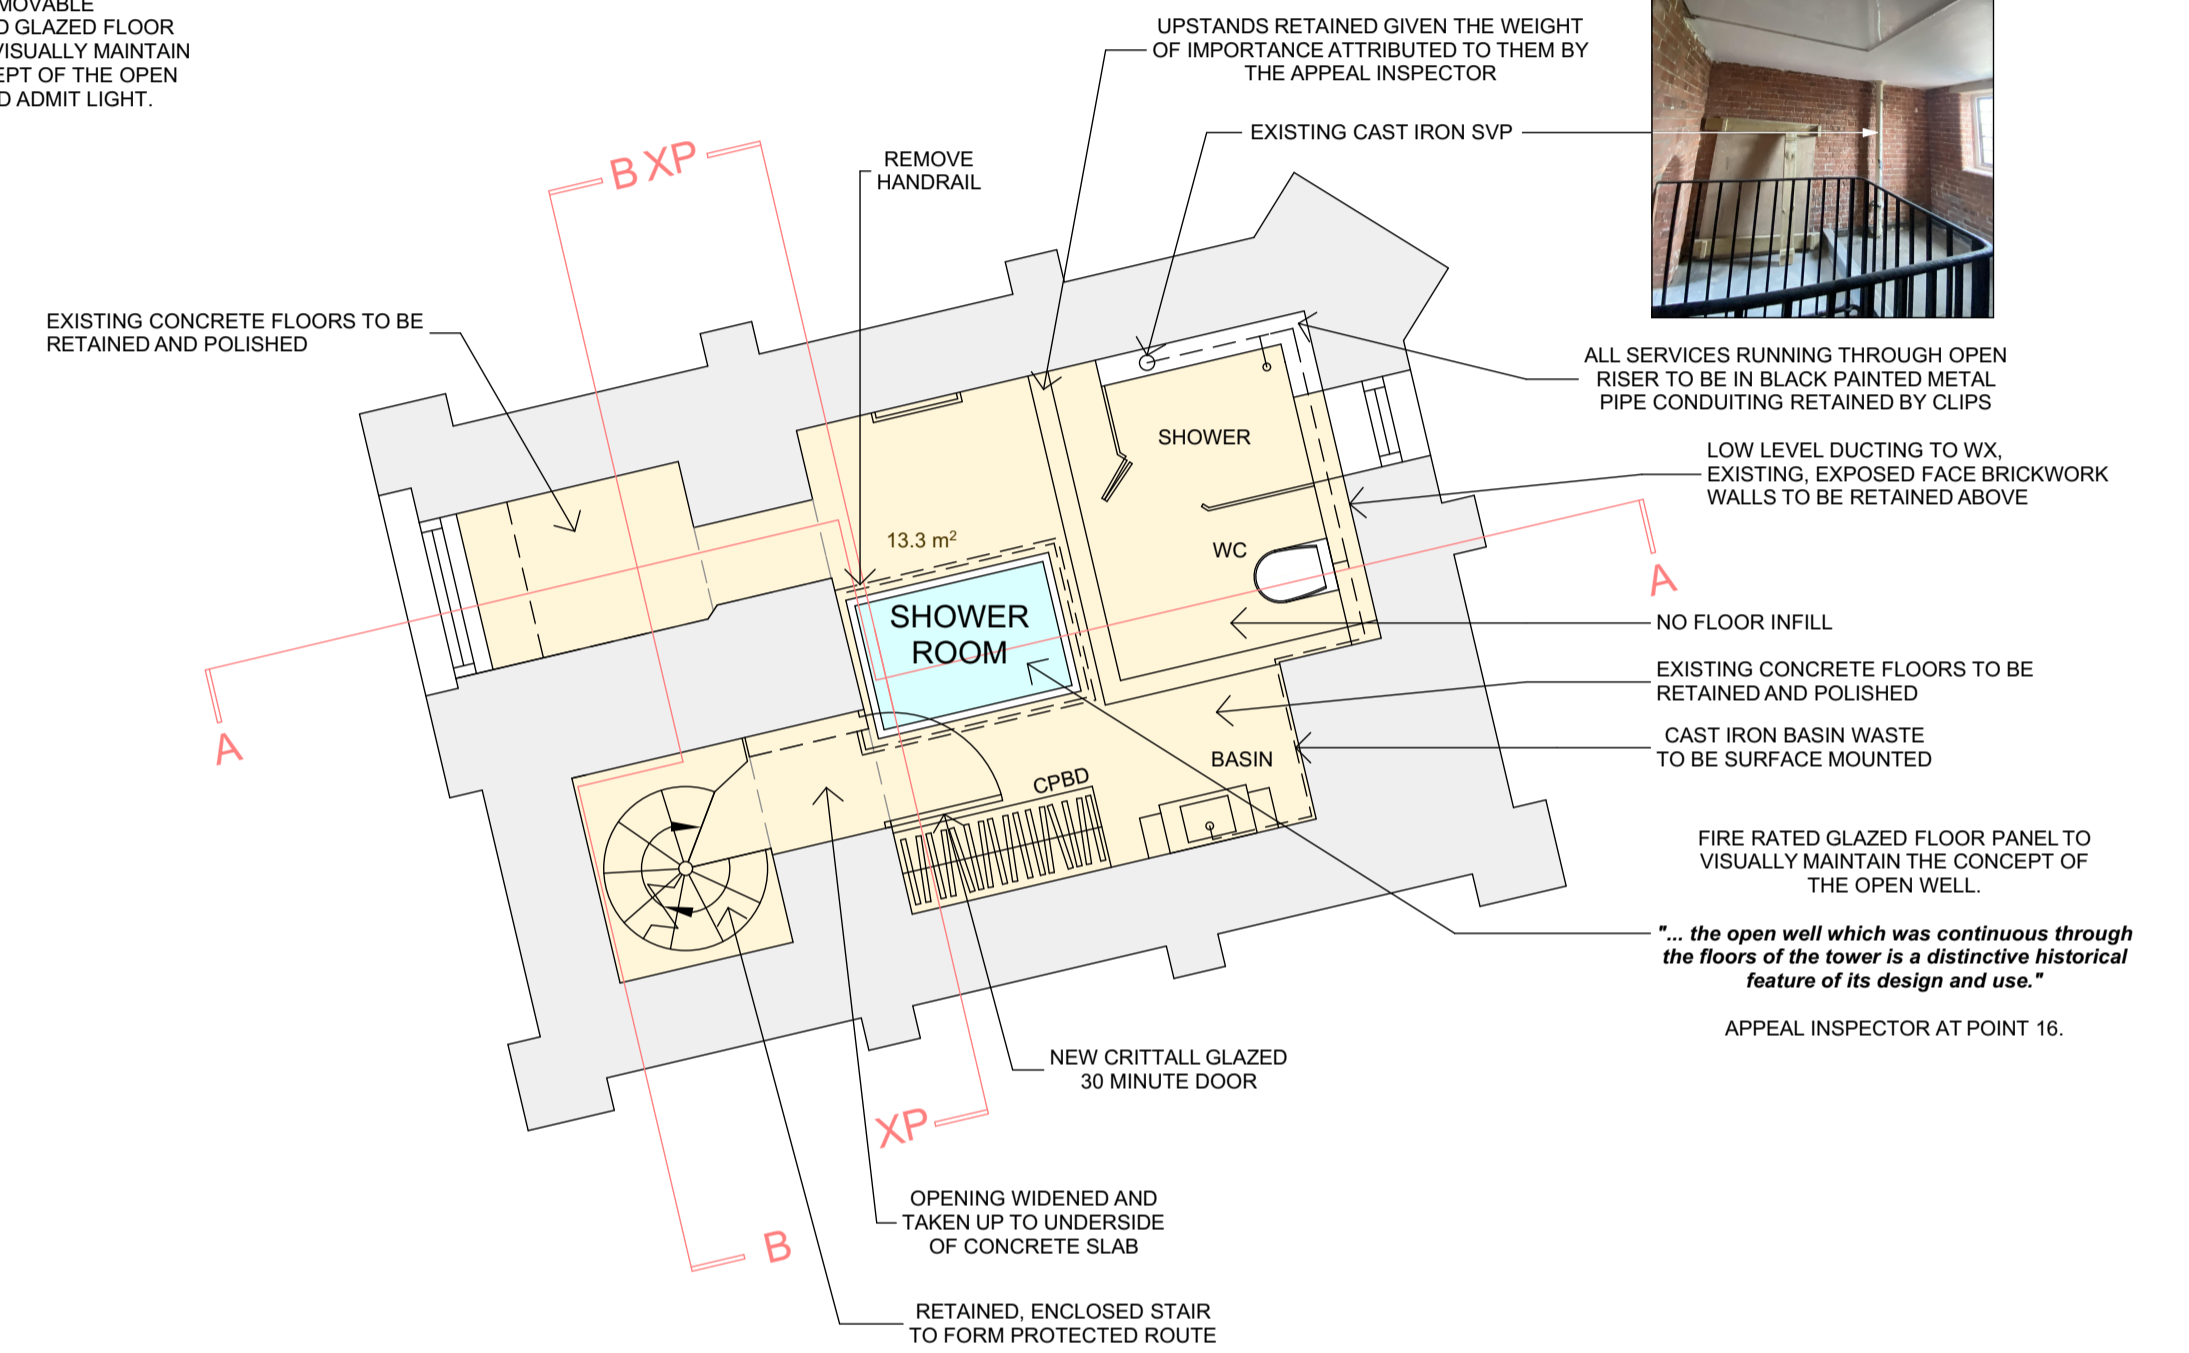 MOVABLE
D GLAZED FLOOR
VISUALLY MAINTAIN
EPT OF THE OPEN
D ADMIT LIGHT.
UPSTANDS RETAINED GIVEN THE WEIGHT
OF IMPORTANCE ATTRIBUTED TO THEM BY
THE APPEAL INSPECTOR
EXISTING CAST IRON SVP
B XP
REMOVE
HANDRAIL
EXISTING CONCRETE FLOORS TO BE
RETAINED AND POLISHED
ALL SERVICES RUNNING THROUGH OPEN
RISER TO BE IN BLACK PAINTED METAL
PIPE CONDUITING RETAINED BY CLIPS
SHOWER
LOW LEVEL DUCTING TO WX,
EXISTING, EXPOSED FACE BRICKWORK
WALLS TO BE RETAINED ABOVE
13.3 m²
WC
A
SHOWER
ROOM
NO FLOOR INFILL
EXISTING CONCRETE FLOORS TO BE
RETAINED AND POLISHED
A
CAST IRON BASIN WASTE
TO BE SURFACE MOUNTED
BASIN
CPBD
FIRE RATED GLAZED FLOOR PANEL TO
VISUALLY MAINTAIN THE CONCEPT OF
THE OPEN WELL.
"... the open well which was continuous through
the floors of the tower is a distinctive historical
feature of its design and use."
APPEAL INSPECTOR AT POINT 16.
NEW CRITTALL GLAZED
30 MINUTE DOOR
XP
OPENING WIDENED AND
TAKEN UP TO UNDERSIDE
OF CONCRETE SLAB
B
RETAINED, ENCLOSED STAIR
TO FORM PROTECTED ROUTE